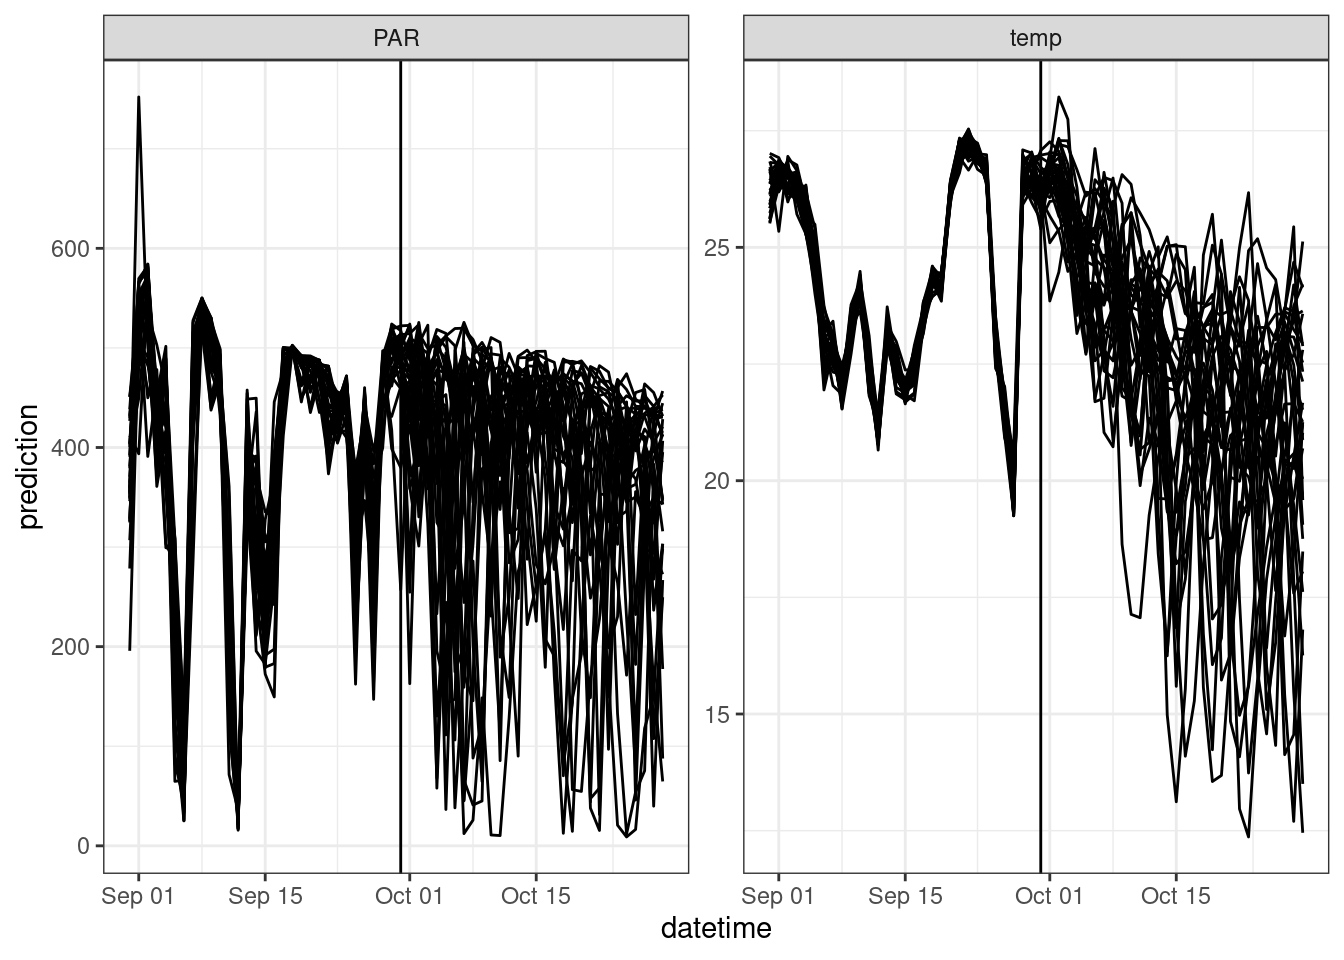 PAR
temp
prediction
600
400
200
0
25
20
15
Sep 01
Sep 15
Oct 01
Oct 15
Sep 01
Sep 15
Oct 01
Oct 15
datetime